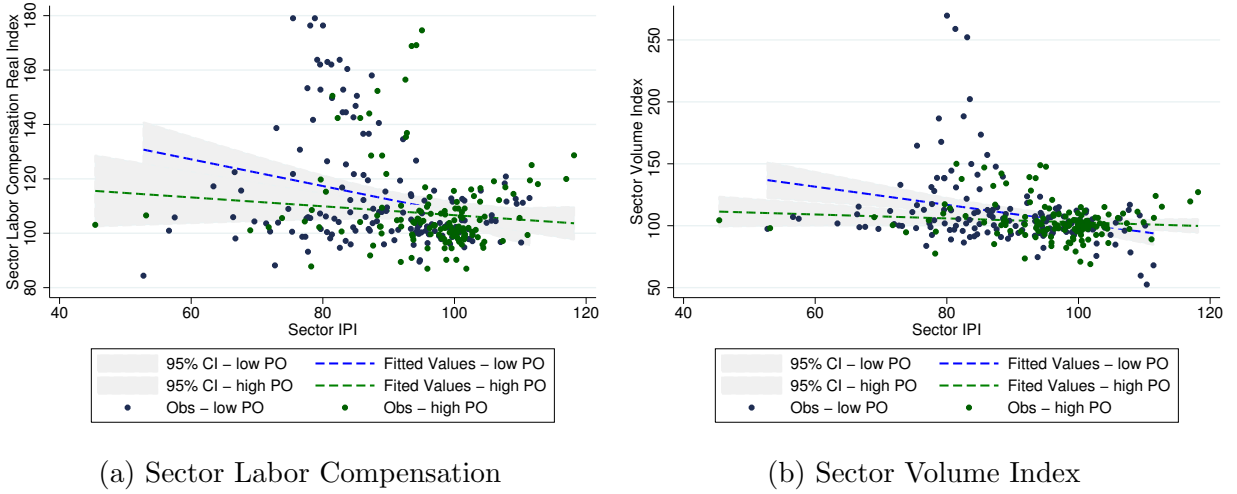 Sector Labor Compensation Real Index
180
160
140
120
100
80
40 60 80 100 120
Sector IPI
95% CI − low PO Fitted Values − low PO
95% CI − high PO Fited Values − high PO
Obs − low PO Obs − high PO
(a) Sector Labor Compensation
Sector Volume Index
250
200
150
100
50
40 60 80 100 120
Sector IPI
95% CI − low PO Fitted Values − low PO
95% CI − high PO Fited Values − high PO
Obs − low PO Obs − high PO
(b) Sector Volume Index